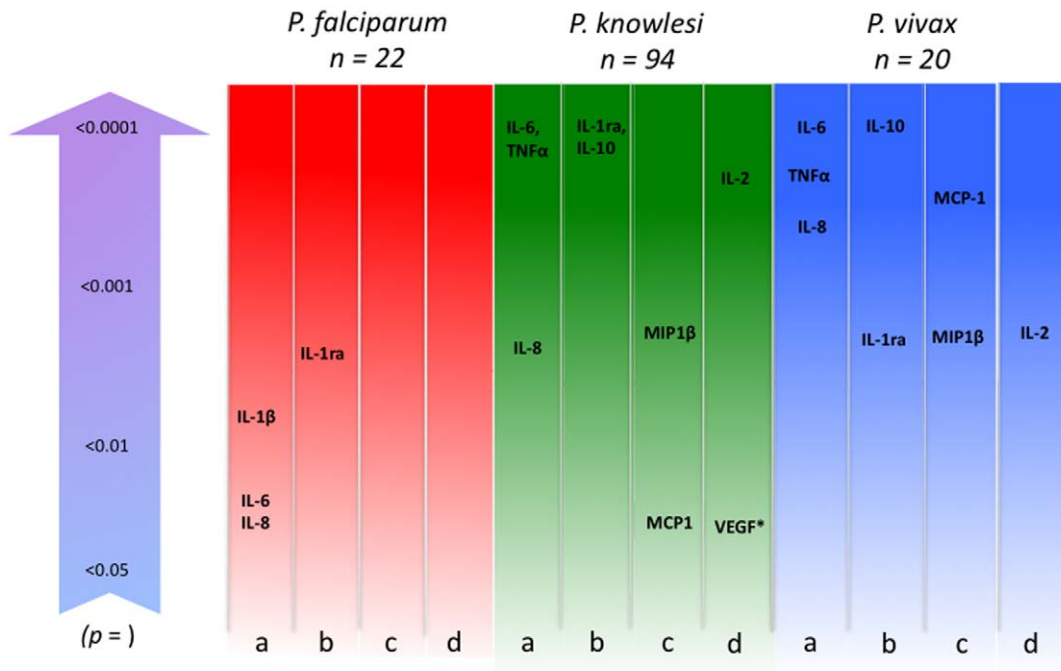 P. falciparum
n = 22
P. knowlesi
n = 94
P. vivax
n = 20
<0.0001
<0.001
<0.01
<0.05
(p = )
IL-1β
IL-6
IL-8
IL-1ra
IL-6,
TNFα
IL-8
IL-1ra,
IL-10
MIP1β
MCP1
IL-2
VEGF*
IL-6
TNFα
IL-8
IL-10
IL-1ra
MCP-1
MIP1β
IL-2
a b c d a b c d a b c d